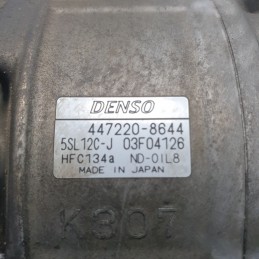 DENSO
447220-8644
5SL12C-J 03F04126
HFC134a ND-OIL8
MADE IN JAPAN
K307